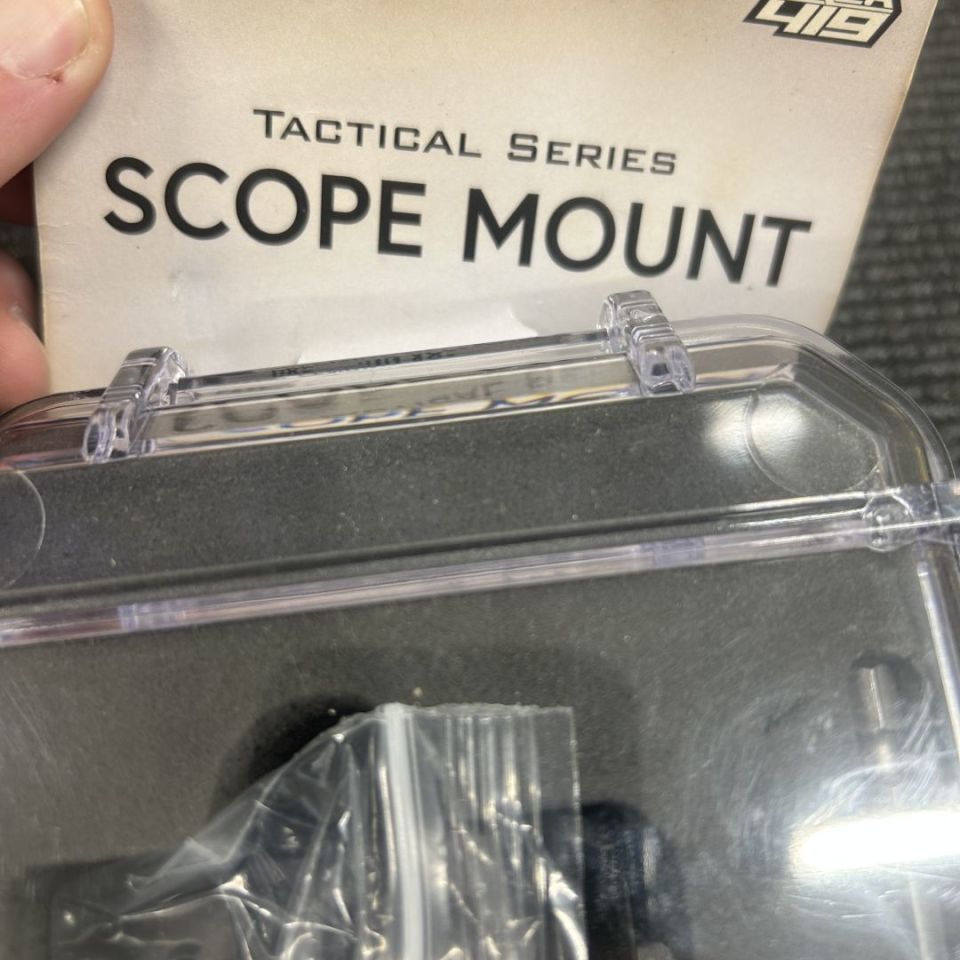 419
TACTICAL SERIES
SCOPE MOUNT